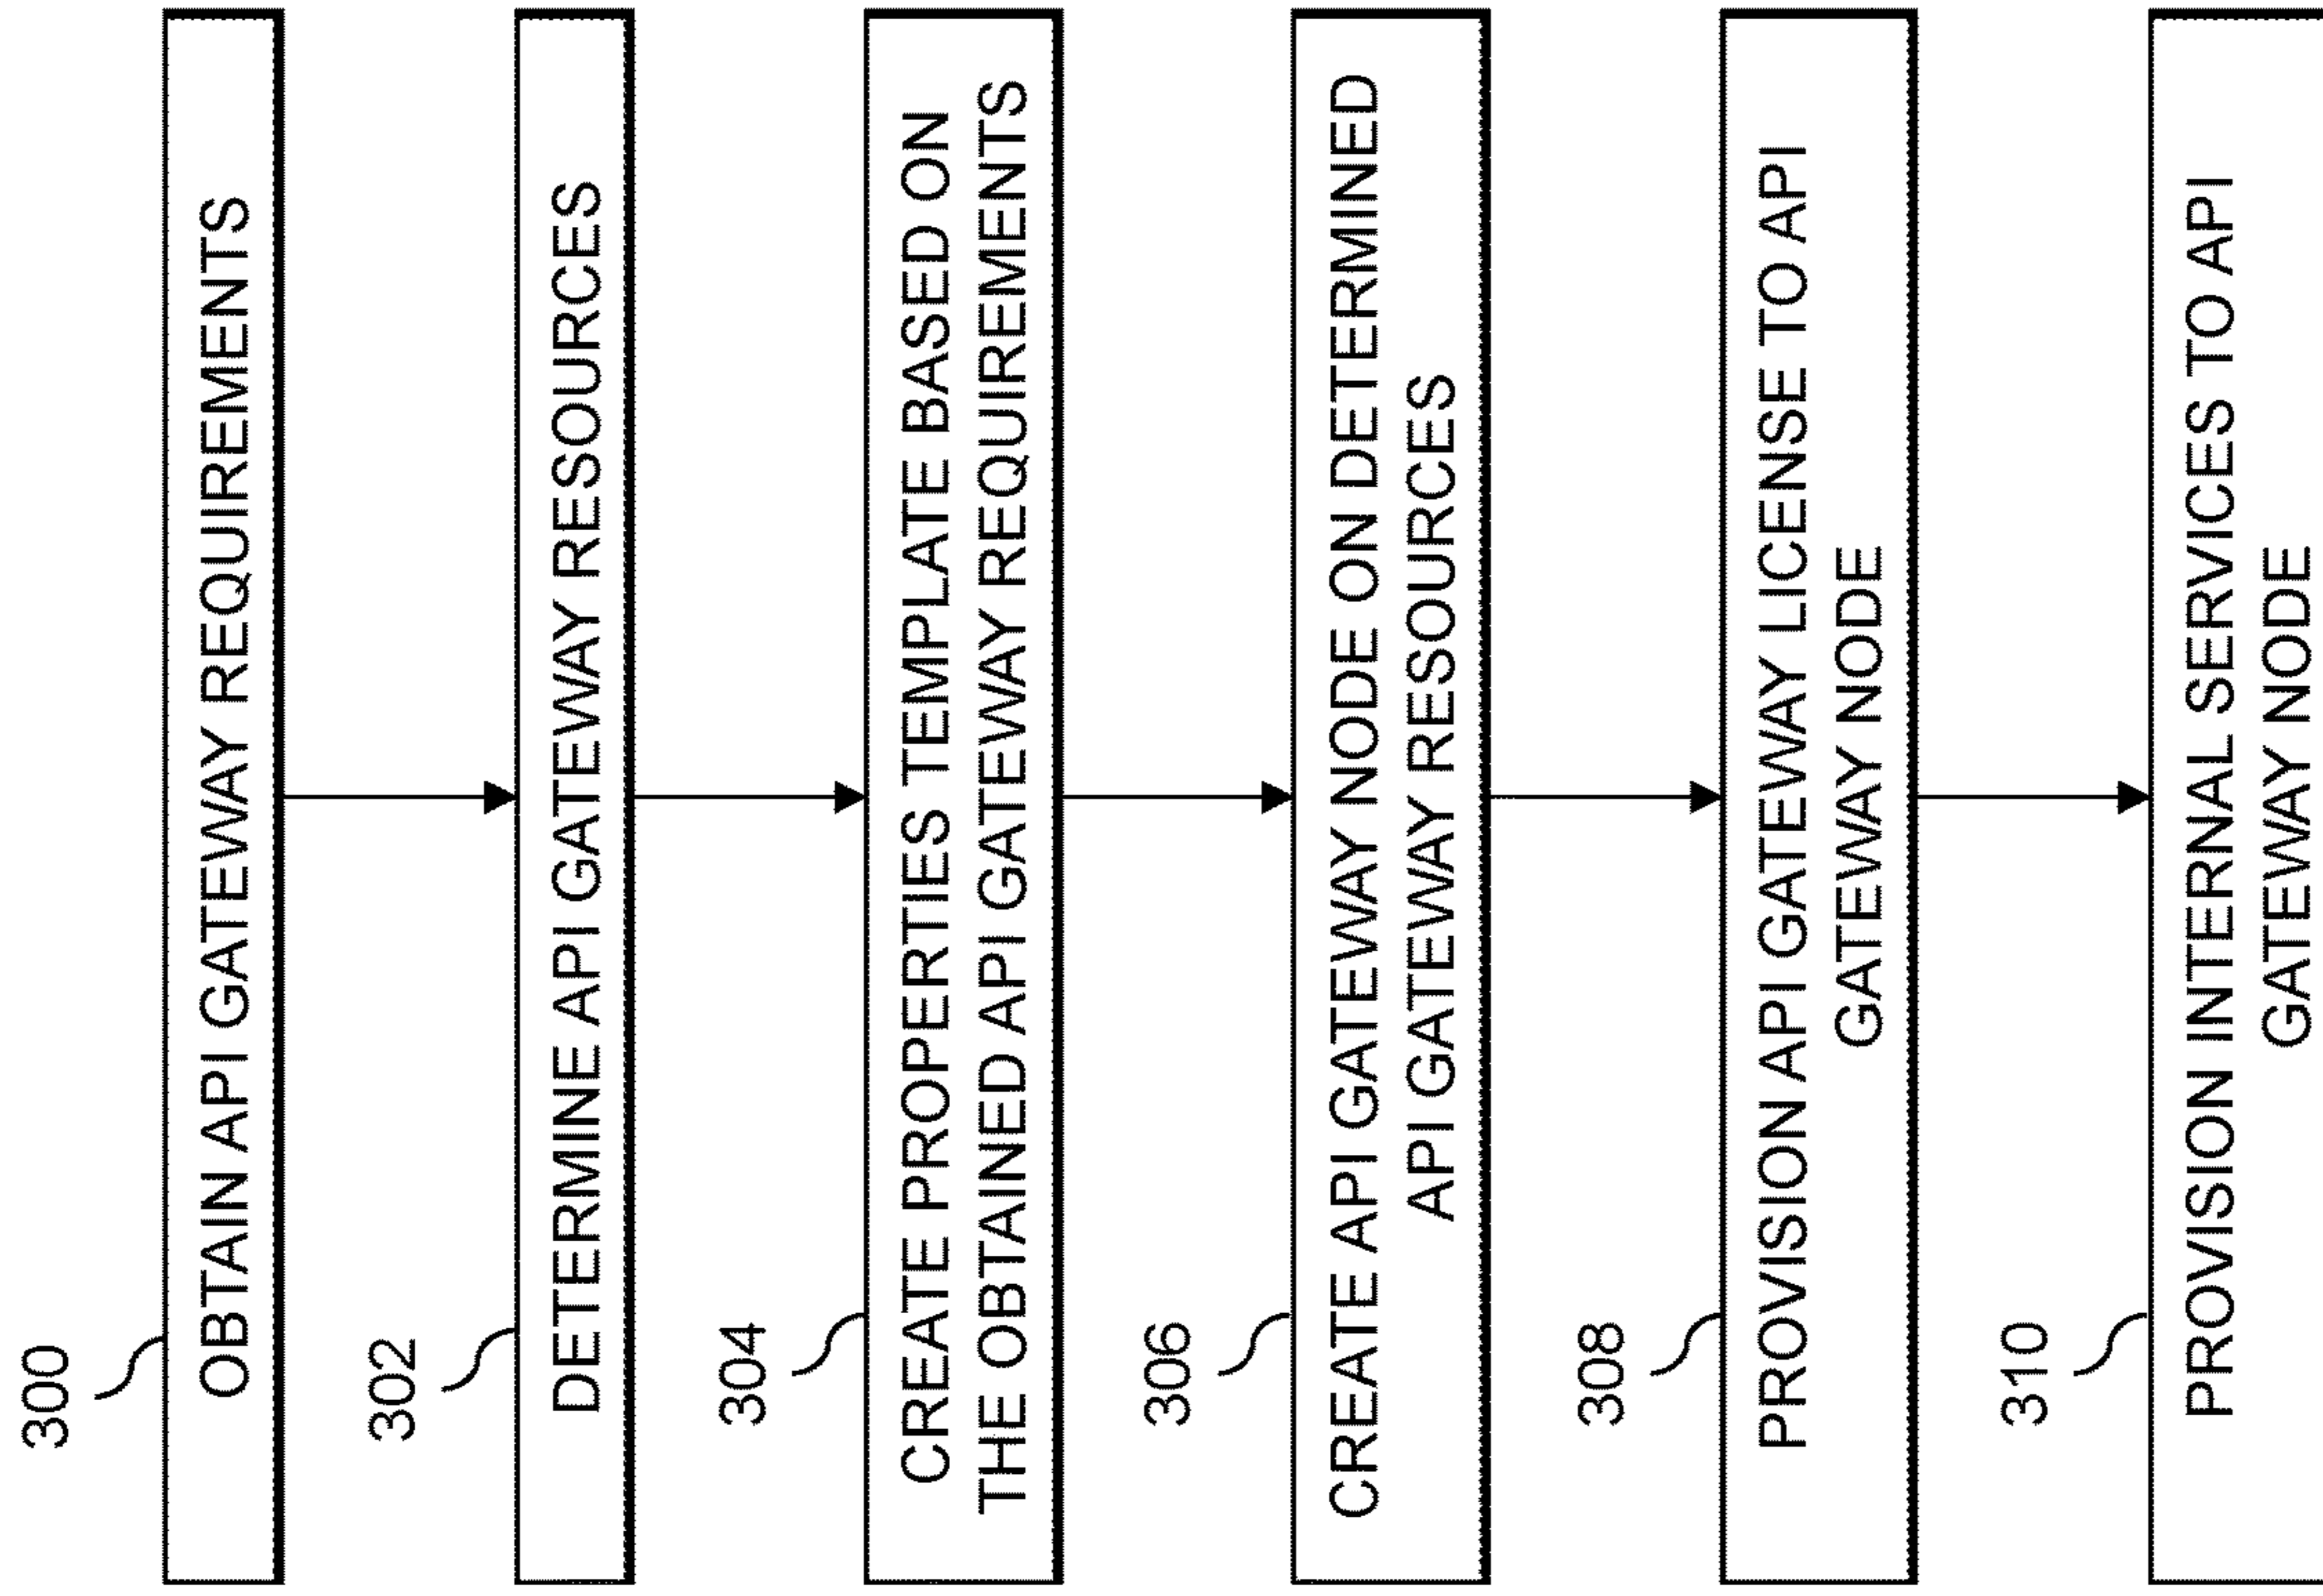 300
OBTAIN API GATEWAY REQUIREMENTS
302
DETERMINE API GATEWAY RESOURCES
304
CREATE PROPERTIES TEMPLATE BASED ON
THE OBTAINED API GATEWAY REQUIREMENTS
306
CREATE API GATEWAY NODE ON DETERMINED
API GATEWAY RESOURCES
308
PROVISION API GATEWAY LICENSE TO API
GATEWAY NODE
310
PROVISION INTERNAL SERVICES TO API
GATEWAY NODE